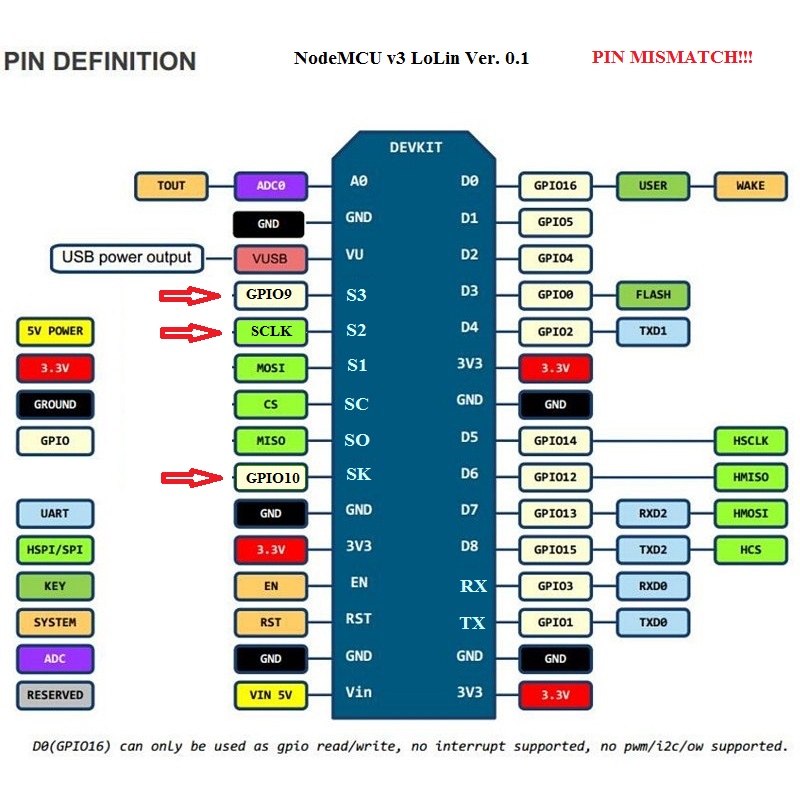 PIN DEFINITION NodeMCU v3 LoLin Ver. 0.1 PIN MISMATCH!!!
DEVKIT
TOUT ADC0 A0 D0 GPIO16 USER WAKE
GND GND D1 GPIO5
USB power output VUSB VU D2 GPIO4
GPIO9 S3 D3 GPIO0 FLASH
5V POWER SCLK S2 D4 GPIO2 TXD1
3.3V MOSI S1 3V3 3.3V
GROUND CS SC GND GND
GPIO MISO SO D5 GPIO14 HSCLK
GPIO10 SK D6 GPIO12 HMISO
UART GND GND D7 GPIO13 RXD2 HMOSI
HSPI/SPI 3.3V 3V3 D8 GPIO15 TXD2 HCS
KEY EN EN RX GPIO3 RXD0
SYSTEM RST RST TX GPIO1 TXD0
ADC GND GND GND GND
RESERVED VIN 5V Vin 3V3 3.3V
D0(GPIO16) can only be used as gpio read/write, no interrupt supported, no pwm/i2c/ow supported.